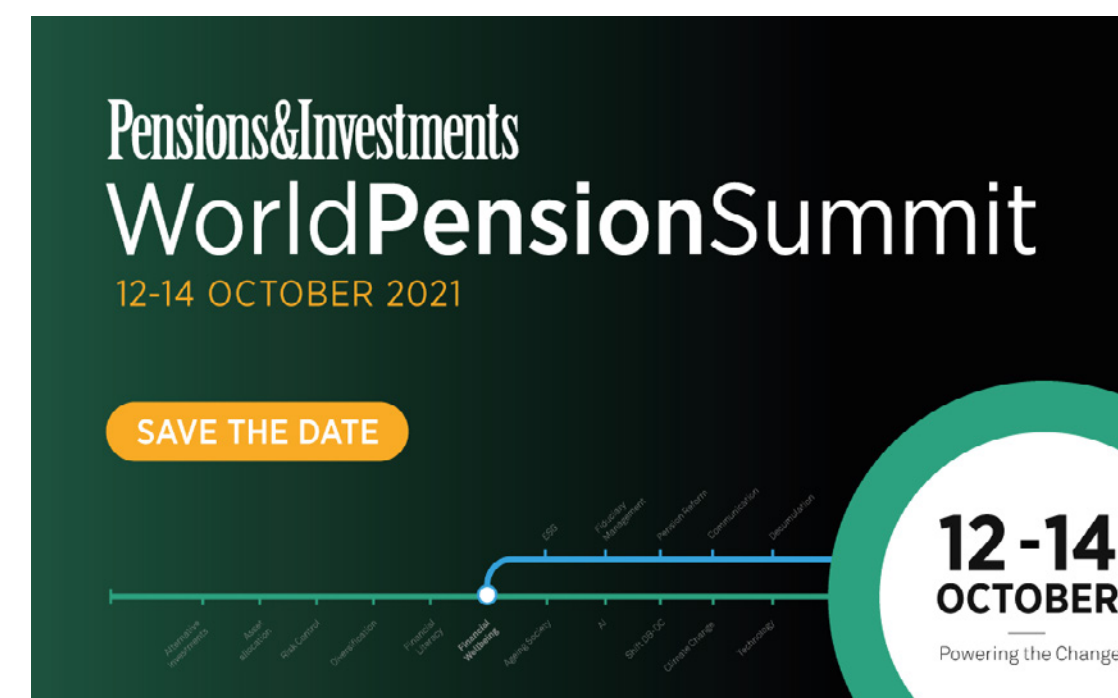 Pensions&Investments
WorldPensionSummit
12-14 OCTOBER 2021
SAVE THE DATE
ESG
Fiduciary
Management
Pension Reform
Communication
Decumulation
12-14
OCTOBER
Powering the Change
Alternative
Investments
Asset
allocation
Risk Control
Diversification
Financial
Literacy
Financial
Wellbeing
Ageing Society
AI
Shift DB-DC
Climate Change
Technology